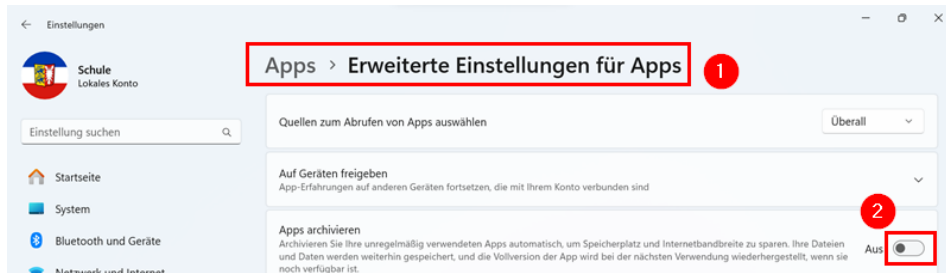 Einstellungen
Schule
Lokales Konto
Apps > Erweiterte Einstellungen für Apps
1
Einstellung suchen
Quellen zum Abrufen von Apps auswählen
Überall
Startseite
Auf Geräten freigeben
App-Erfahrungen auf anderen Geräten fortsetzen, die mit Ihrem Konto verbunden sind
System
2
Bluetooth und Geräte
Apps archivieren
Archivieren Sie Ihre unregelmäßig verwendeten Apps automatisch, um Speicherplatz und Internetbandbreite zu sparen. Ihre Dateien
und Daten werden weiterhin gespeichert, und die Vollversion der App wird bei der nächsten Verwendung wiederhergestellt, wenn sie
noch verfügbar ist.
Aus
Netzwerk und Internet